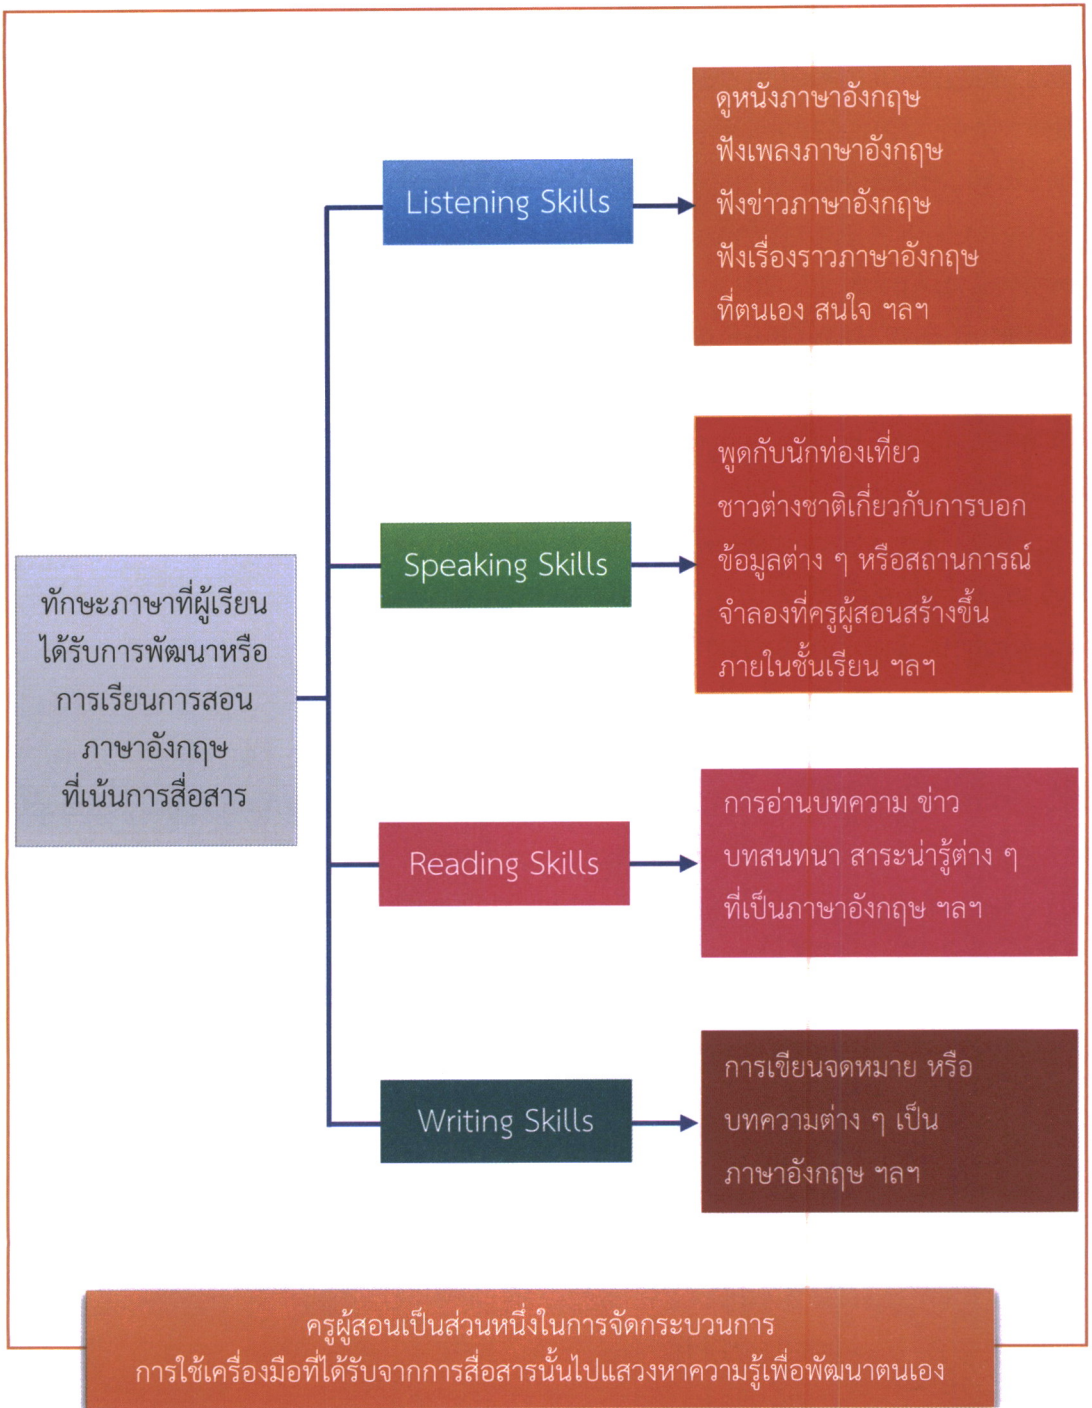 ทักษะภาษาที่ผู้เรียน
ได้รับการพัฒนาหรือ
การเรียนการสอน
ภาษาอังกฤษ
ที่เน้นการสื่อสาร
Listening Skills
ดูหนังภาษาอังกฤษ
ฟังเพลงภาษาอังกฤษ
ฟังข่าวภาษาอังกฤษ
ฟังเรื่องราวภาษาอังกฤษ
ที่ตนเอง สนใจ ฯลฯ
Speaking Skills
พูดกับนักท่องเที่ยว
ชาวต่างชาติเกี่ยวกับการบอก
ข้อมูลต่าง ๆ หรือสถานการณ์
จำลองที่ครูผู้สอนสร้างขึ้น
ภายในชั้นเรียน ฯลฯ
Reading Skills
การอ่านบทความ ข่าว
บทสนทนา สาระน่ารู้ต่าง ๆ
ที่เป็นภาษาอังกฤษ ฯลฯ
Writing Skills
การเขียนจดหมาย หรือ
บทความต่าง ๆ เป็น
ภาษาอังกฤษ ฯลฯ
ครูผู้สอนเป็นส่วนหนึ่งในการจัดกระบวนการ
การใช้เครื่องมือที่ได้รับจากการสื่อสารนั้นไปแสวงหาความรู้เพื่อพัฒนาตนเอง